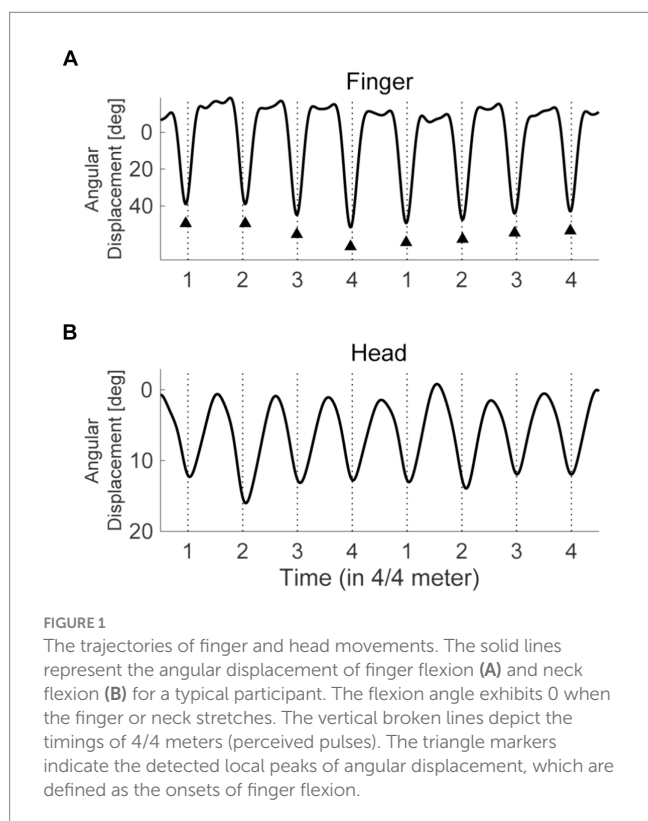 A
Finger
Angular
Displacement [deg]
0
20
40
1 2 3 4 1 2 3 4
B
Head
Angular
Displacement [deg]
0
10
20
1 2 3 4 1 2 3 4
Time (in 4/4 meter)
FIGURE 1
The trajectories of finger and head movements. The solid lines
represent the angular displacement of finger flexion (A) and neck
flexion (B) for a typical participant. The flexion angle exhibits 0 when
the finger or neck stretches. The vertical broken lines depict the
timings of 4/4 meters (perceived pulses). The triangle markers
indicate the detected local peaks of angular displacement, which are
defined as the onsets of finger flexion.